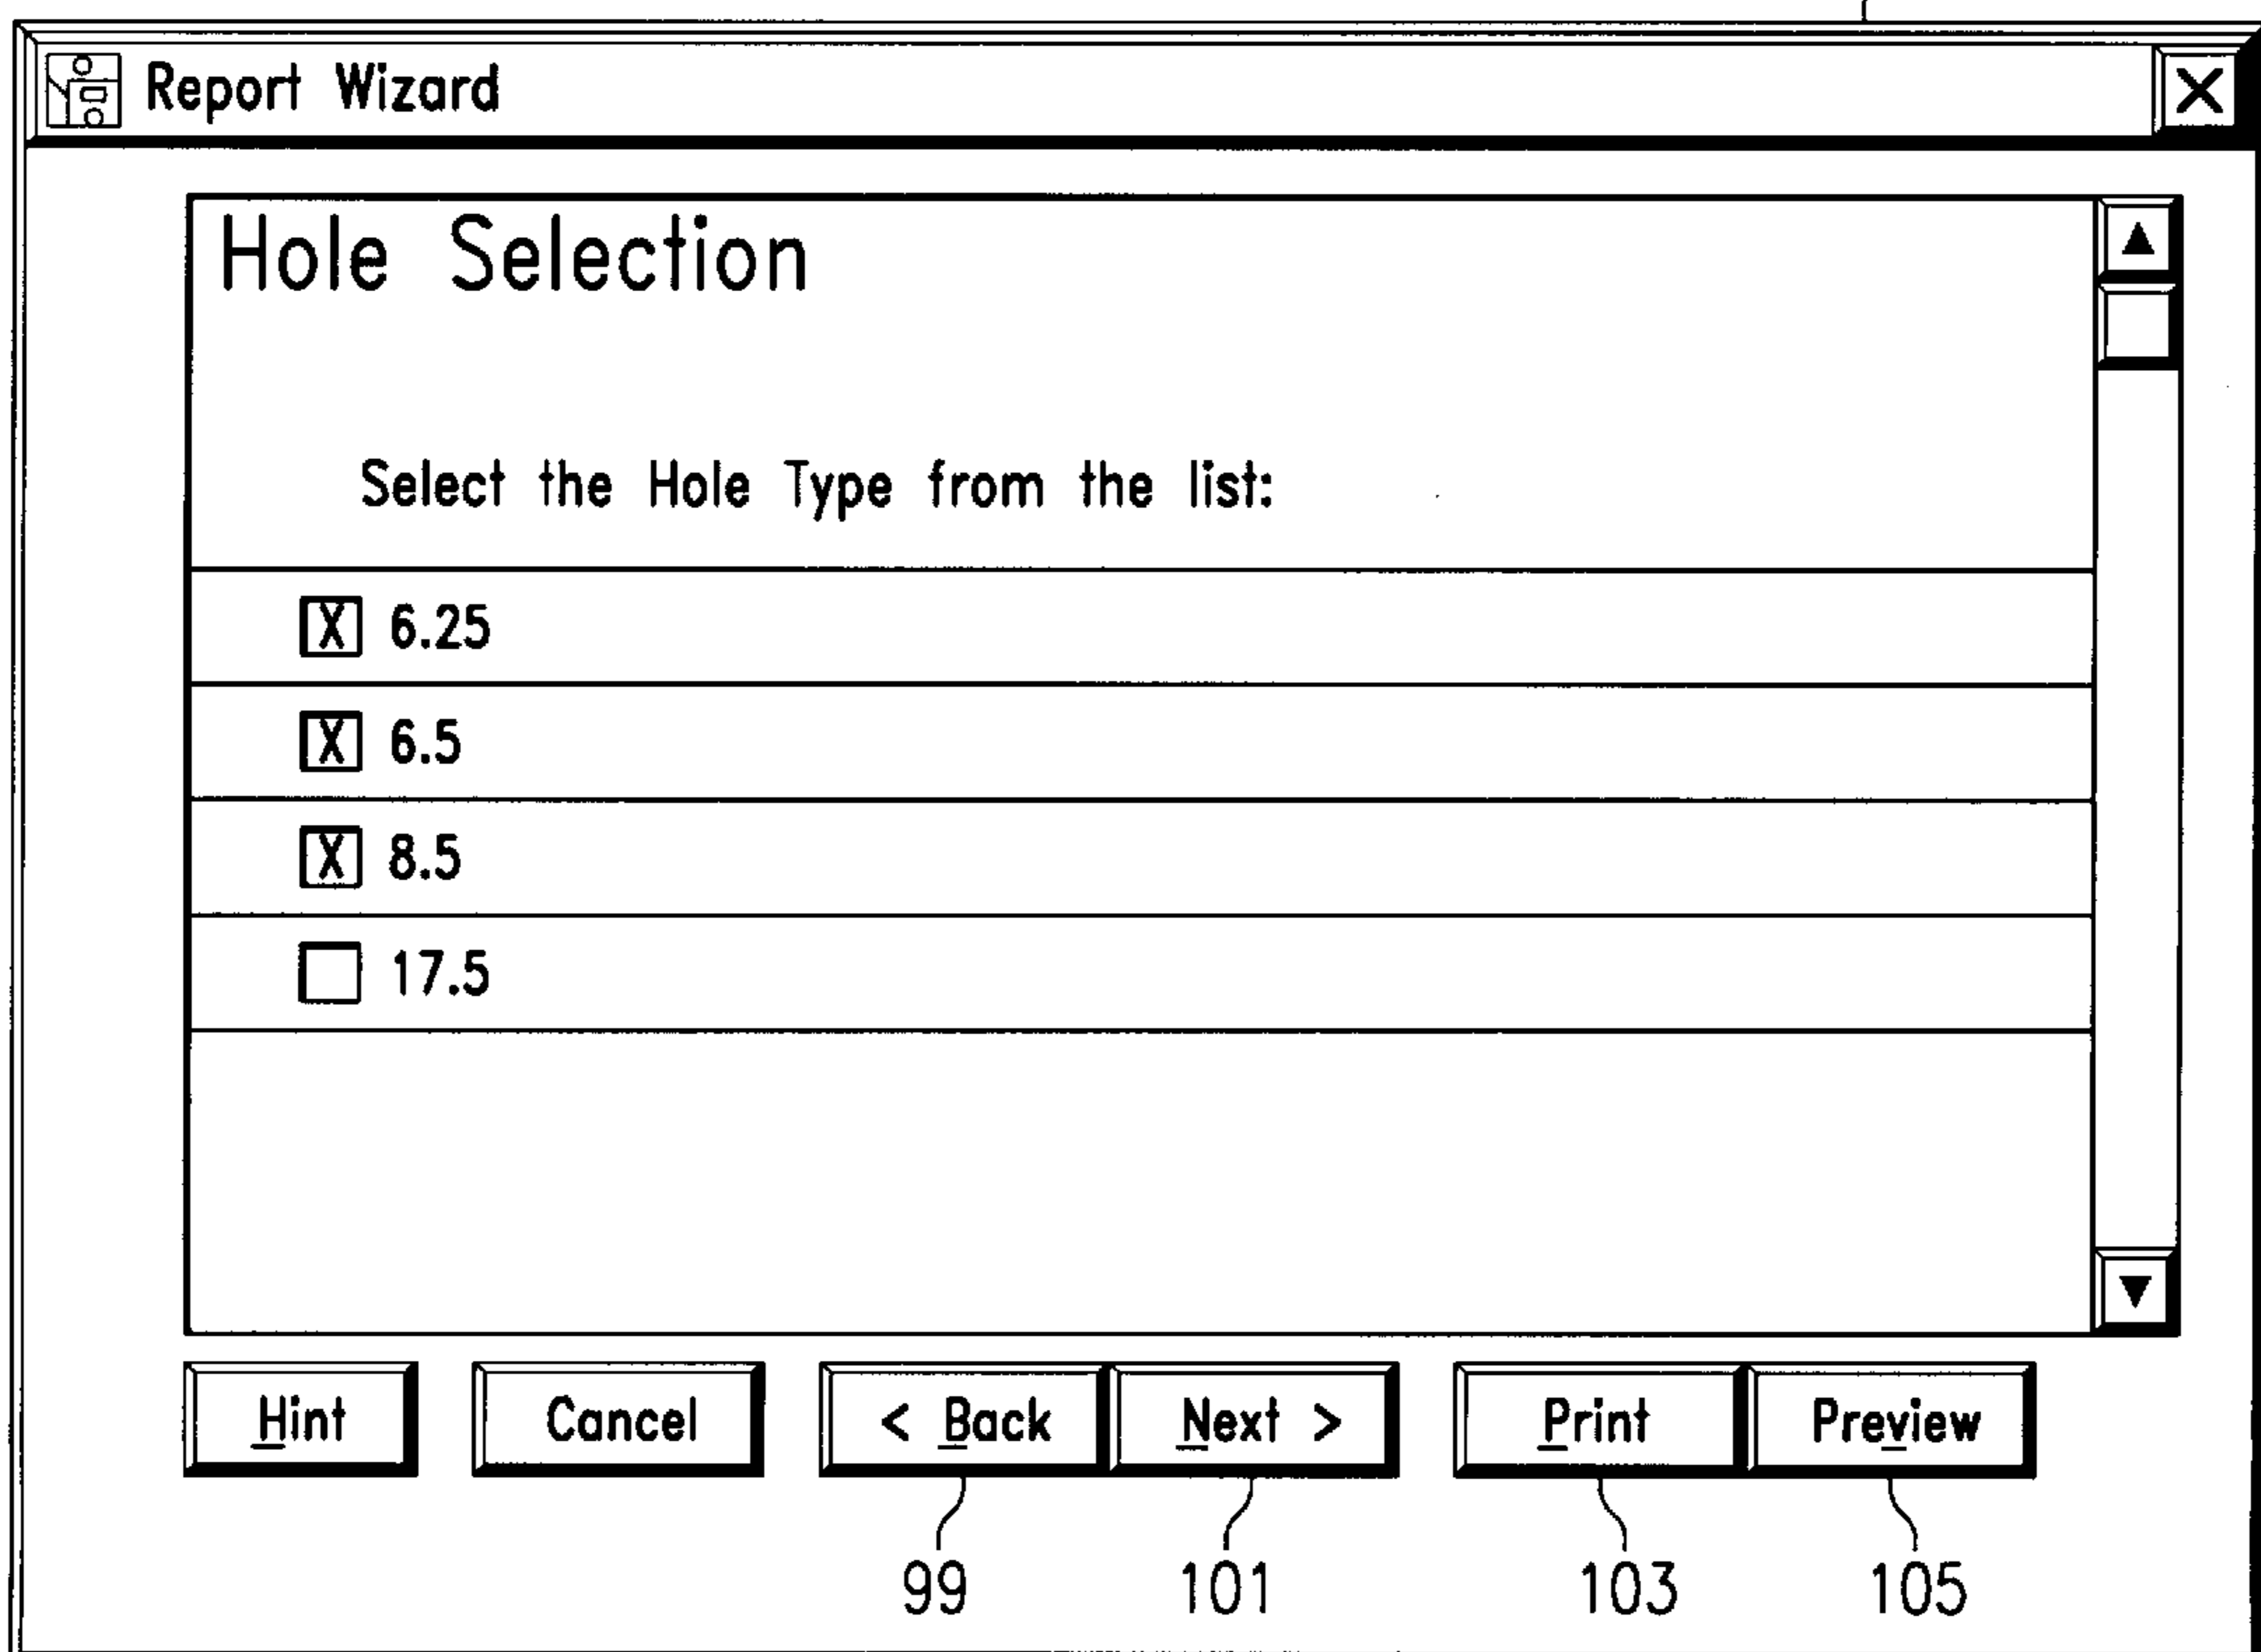 Report Wizard
Hole Selection
Select the Hole Type from the list:
X 6.25
X 6.5
X 8.5
17.5
Hint Cancel < Back Next > Print Preview
99 101 103 105